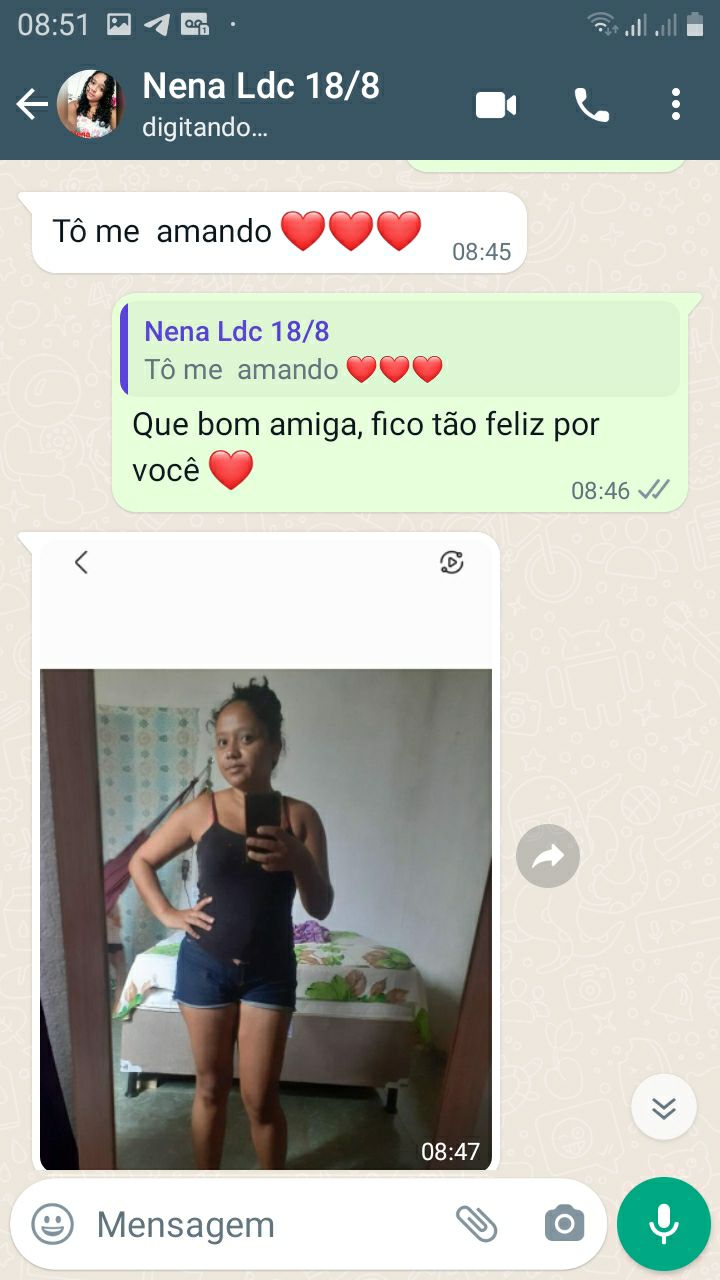 08:51
Nena Ldc 18/8
digitando...
Tô me amando ❤️❤️❤️
08:45
Nena Ldc 18/8
Tô me amando ❤️❤️❤️
Que bom amiga, fico tão feliz por
você ❤️
08:46
08:47
Mensagem